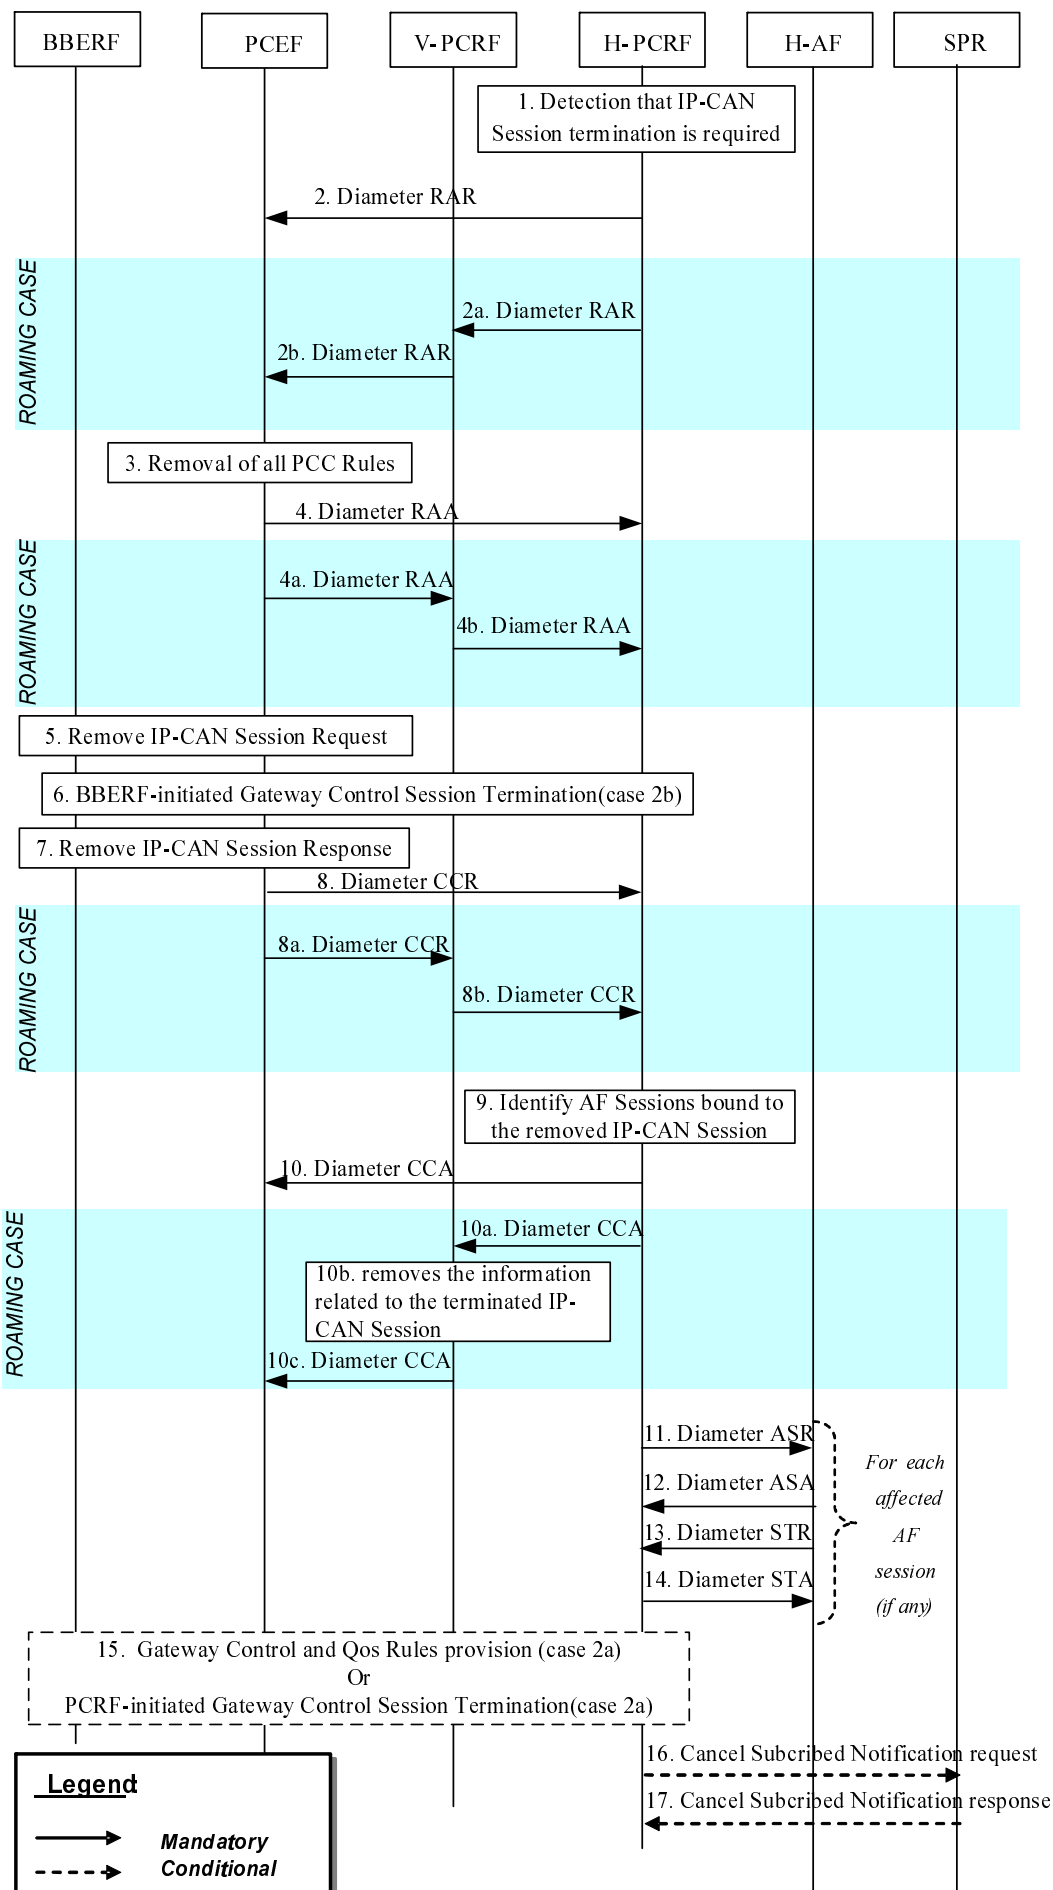 BBERF
PCEF
V-PCRF
H-PCRF
H-AF
SPR
1. Detection that IP-CAN
Session termination is required
2. Diameter RAR
ROAMING CASE
2a. Diameter RAR
2b. Diameter RAR
3. Removal of all PCC Rules
4. Diameter RAA
ROAMING CASE
4a. Diameter RAA
4b. Diameter RAA
5. Remove IP-CAN Session Request
6. BBERF-initiated Gateway Control Session Termination(case 2b)
7. Remove IP-CAN Session Response
8. Diameter CCR
ROAMING CASE
8a. Diameter CCR
8b. Diameter CCR
9. Identify AF Sessions bound to
the removed IP-CAN Session
10. Diameter CCA
ROAMING CASE
10a. Diameter CCA
10b. removes the information
related to the terminated IP-
CAN Session
10c. Diameter CCA
11. Diameter ASR
12. Diameter ASA
13. Diameter STR
14. Diameter STA
For each
affected
AF
session
(if any)
15. Gateway Control and Qos Rules provision (case 2a)
Or
PCRF-initiated Gateway Control Session Termination(case 2a)
16. Cancel Subcribed Notification request
17. Cancel Subcribed Notification response
Legend:
Mandatory
Conditional